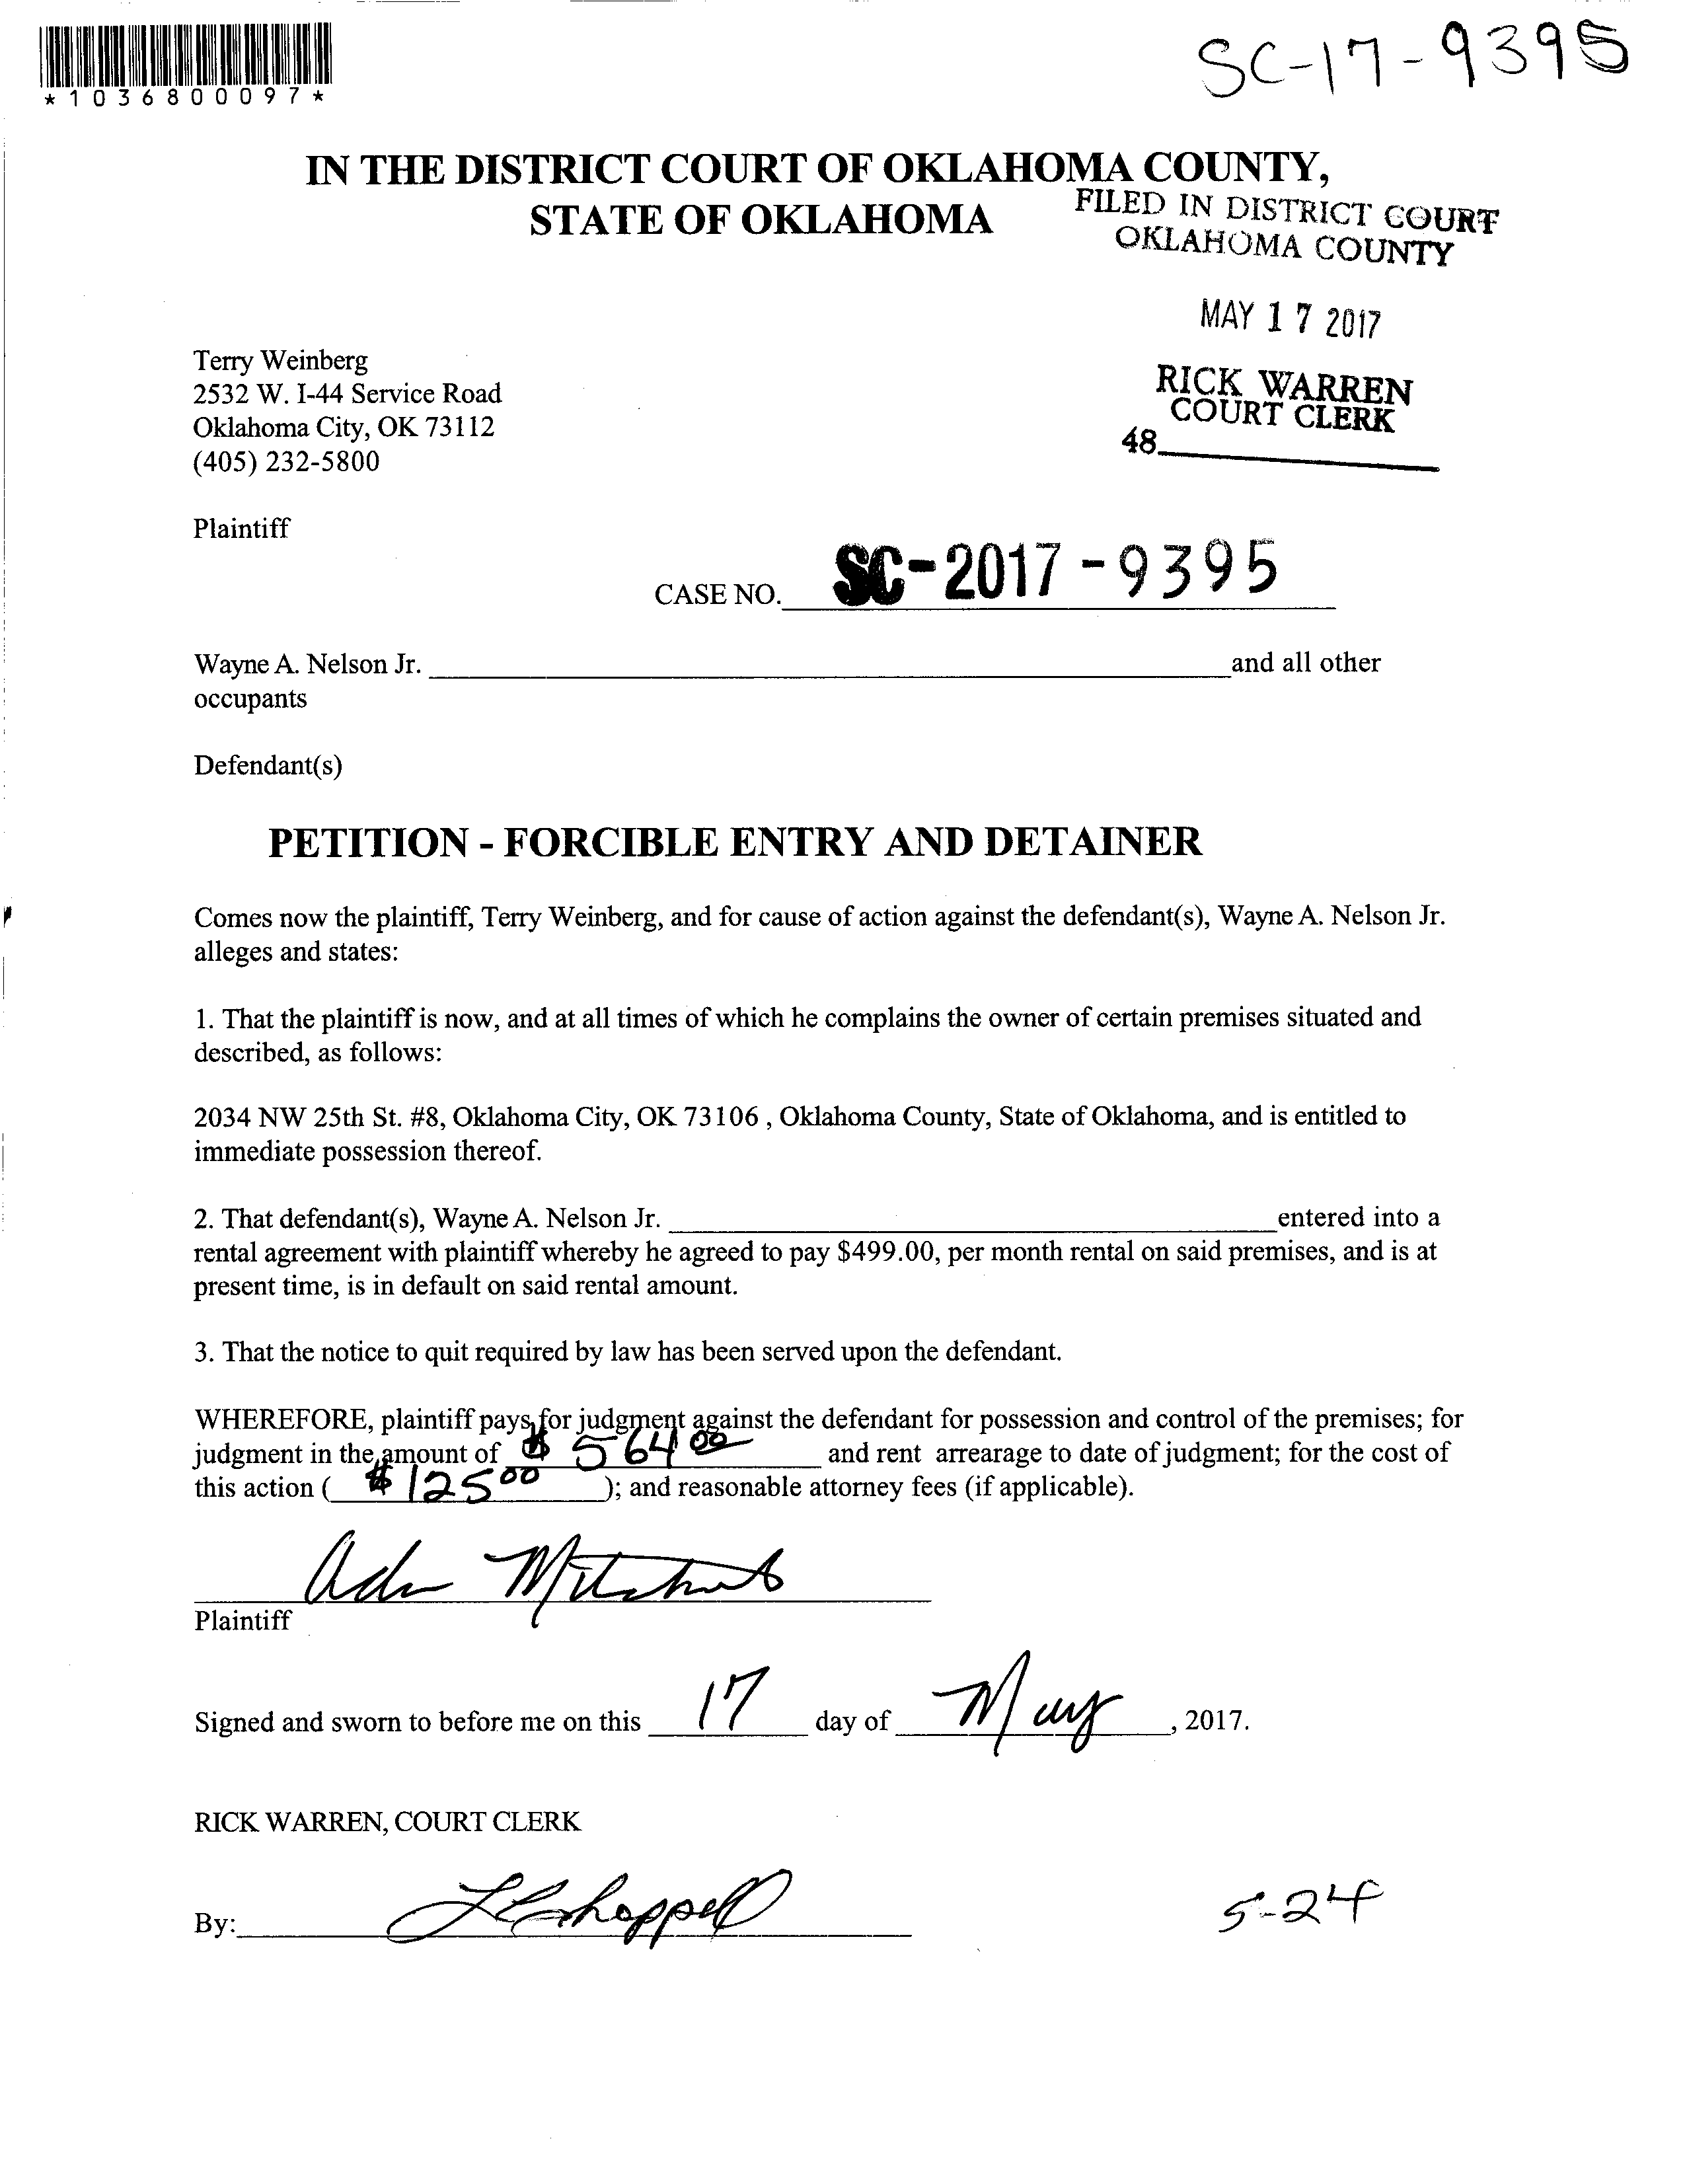 SC-17-9395
*1036800097*
IN THE DISTRICT COURT OF OKLAHOMA COUNTY,
STATE OF OKLAHOMA
FILED IN DISTRICT COURT
OKLAHOMA COUNTY
MAY 17 2017
RICK WARREN
COURT CLERK
48
Terry Weinberg
2532 W. I-44 Service Road
Oklahoma City, OK 73112
(405) 232-5800
Plaintiff
CASE NO. SC-2017-9395
Wayne A. Nelson Jr. and all other
occupants
Defendant(s)
PETITION - FORCIBLE ENTRY AND DETAINER
Comes now the plaintiff, Terry Weinberg, and for cause of action against the defendant(s), Wayne A. Nelson Jr.
alleges and states:
1. That the plaintiff is now, and at all times of which he complains the owner of certain premises situated and
described, as follows:
2034 NW 25th St. #8, Oklahoma City, OK 73106 , Oklahoma County, State of Oklahoma, and is entitled to
immediate possession thereof.
2. That defendant(s), Wayne A. Nelson Jr. entered into a
rental agreement with plaintiff whereby he agreed to pay $499.00, per month rental on said premises, and is at
present time, is in default on said rental amount.
3. That the notice to quit required by law has been served upon the defendant.
WHEREFORE, plaintiff pays for judgment against the defendant for possession and control of the premises; for
judgment in the amount of $ 564 00 and rent arrearage to date of judgment; for the cost of
this action ( $125 00 ); and reasonable attorney fees (if applicable).
Plaintiff
Signed and sworn to before me on this 17 day of May , 2017.
RICK WARREN, COURT CLERK
By:
5-24